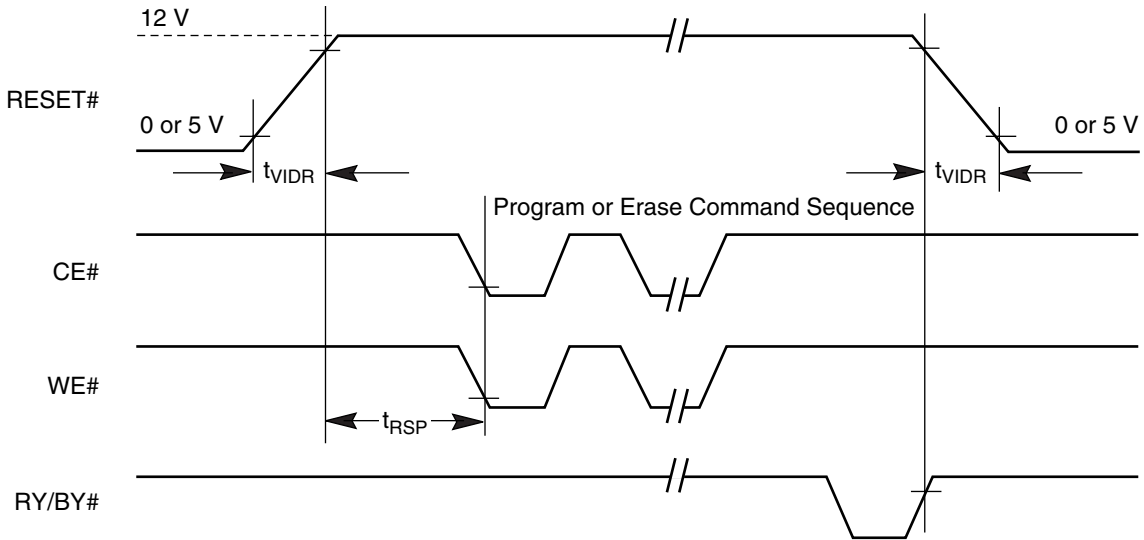 12 V
RESET#
0 or 5 V
0 or 5 V
tVIDR
tVIDR
Program or Erase Command Sequence
CE#
WE#
tRSP
RY/BY#